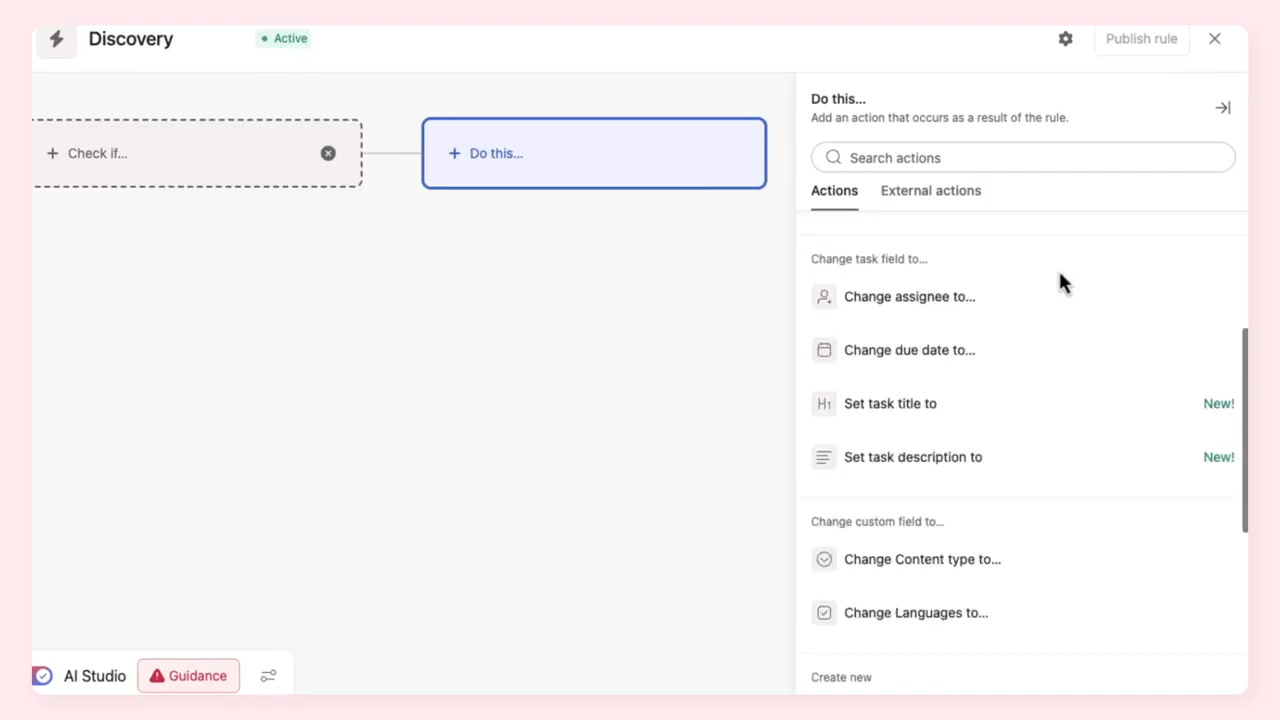 Discovery
Active
Publish rule
Check if...
Do this...
Do this...
Add an action that occurs as a result of the rule.
Search actions
Actions
External actions
Change task field to...
Change assignee to...
Change due date to...
H1 Set task title to
New!
Set task description to
New!
Change custom field to...
Change Content type to...
Change Languages to...
Create new
AI Studio
Guidance